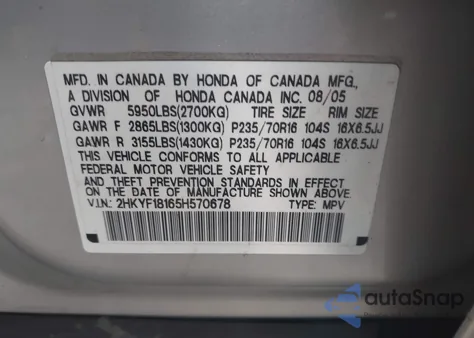 MFD. IN CANADA BY HONDA OF CANADA MFG.,
A DIVISION OF HONDA CANADA INC. 08/05
GVWR 5950LBS(2700KG) TIRE SIZE RIM SIZE
GAWR F 2865LBS(1300KG) P235/70R16 104S 16X6.5JJ
GAWR R 3155LBS(1430KG) P235/70R16 104S 16X6.5JJ
THIS VEHICLE CONFORMS TO ALL APPLICABLE
FEDERAL MOTOR VEHICLE SAFETY
AND THEFT PREVENTION STANDARDS IN EFFECT
ON THE DATE OF MANUFACTURE SHOWN ABOVE.
V.I.N.: 2HKYF18165H570678 TYPE: MPV
autaSnap